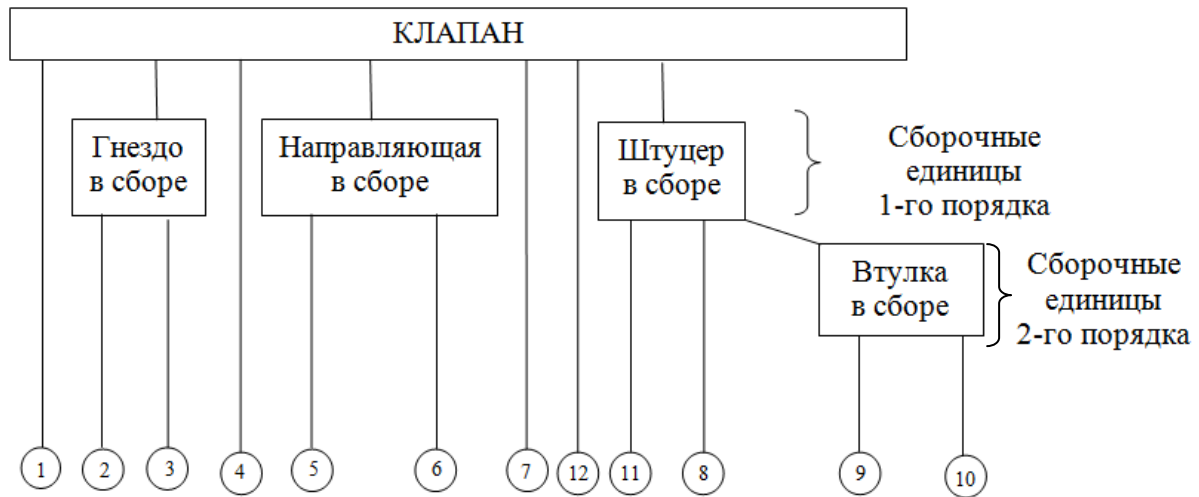 КЛАПАН
Гнездо
в сборе
Направляющая
в сборе
Штуцер
в сборе
Сборочные
единицы
1-го порядка
Втулка
в сборе
Сборочные
единицы
2-го порядка
1 2 3 4 5 6 7 12 11 8 9 10